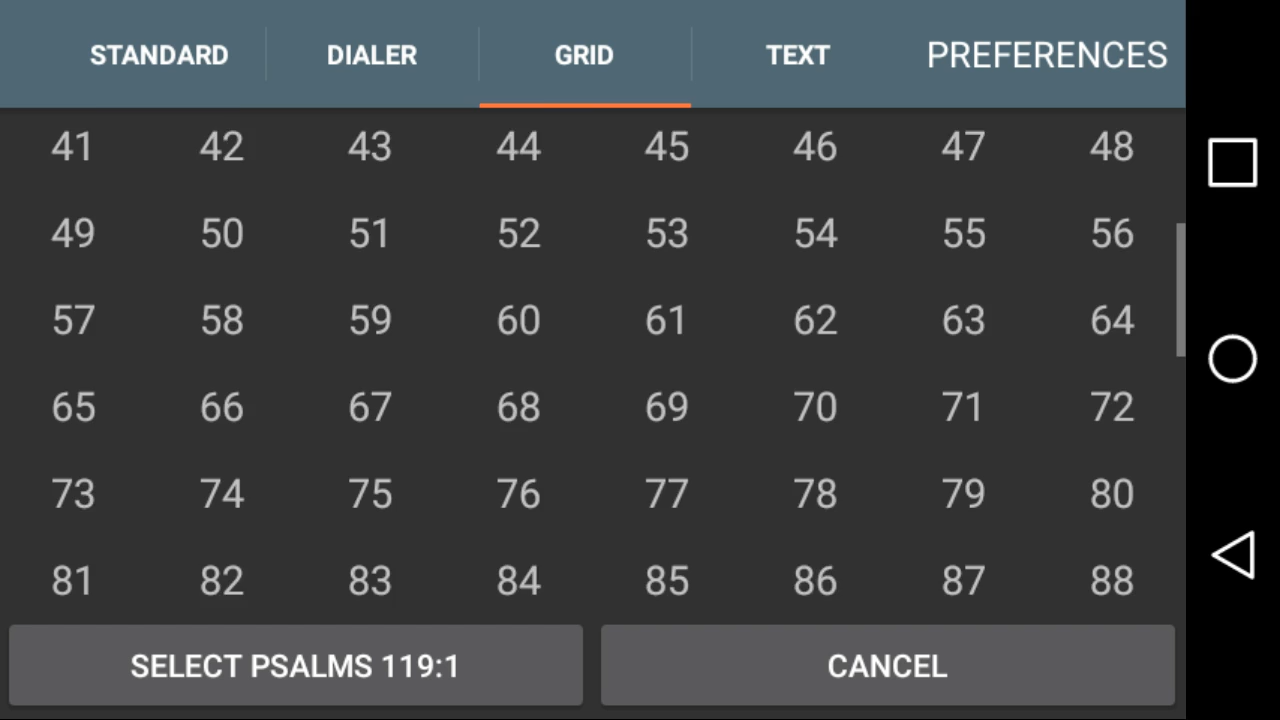 STANDARD DIALER GRID TEXT PREFERENCES
41 42 43 44 45 46 47 48
49 50 51 52 53 54 55 56
57 58 59 60 61 62 63 64
65 66 67 68 69 70 71 72
73 74 75 76 77 78 79 80
81 82 83 84 85 86 87 88
SELECT PSALMS 119:1 CANCEL